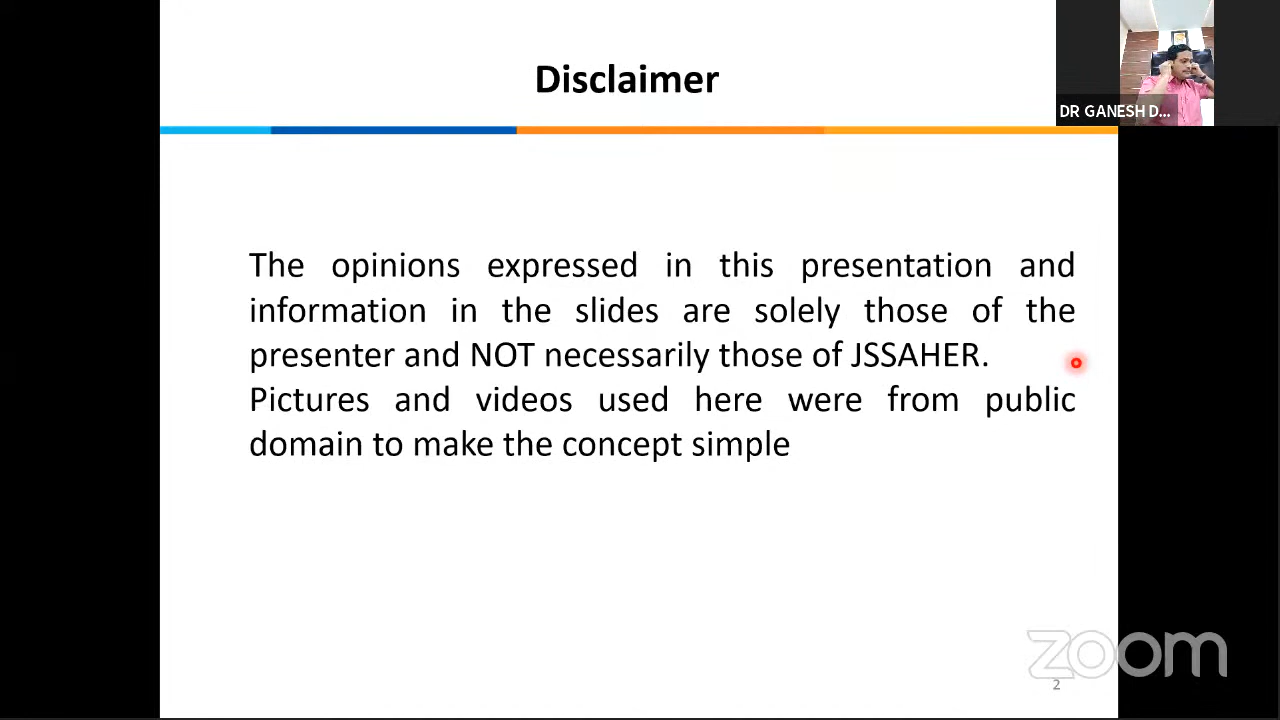 Disclaimer
DR GANESH D...
The opinions expressed in this presentation and
information in the slides are solely those of the
presenter and NOT necessarily those of JSSAHER.
Pictures and videos used here were from public
domain to make the concept simple
zoom
2